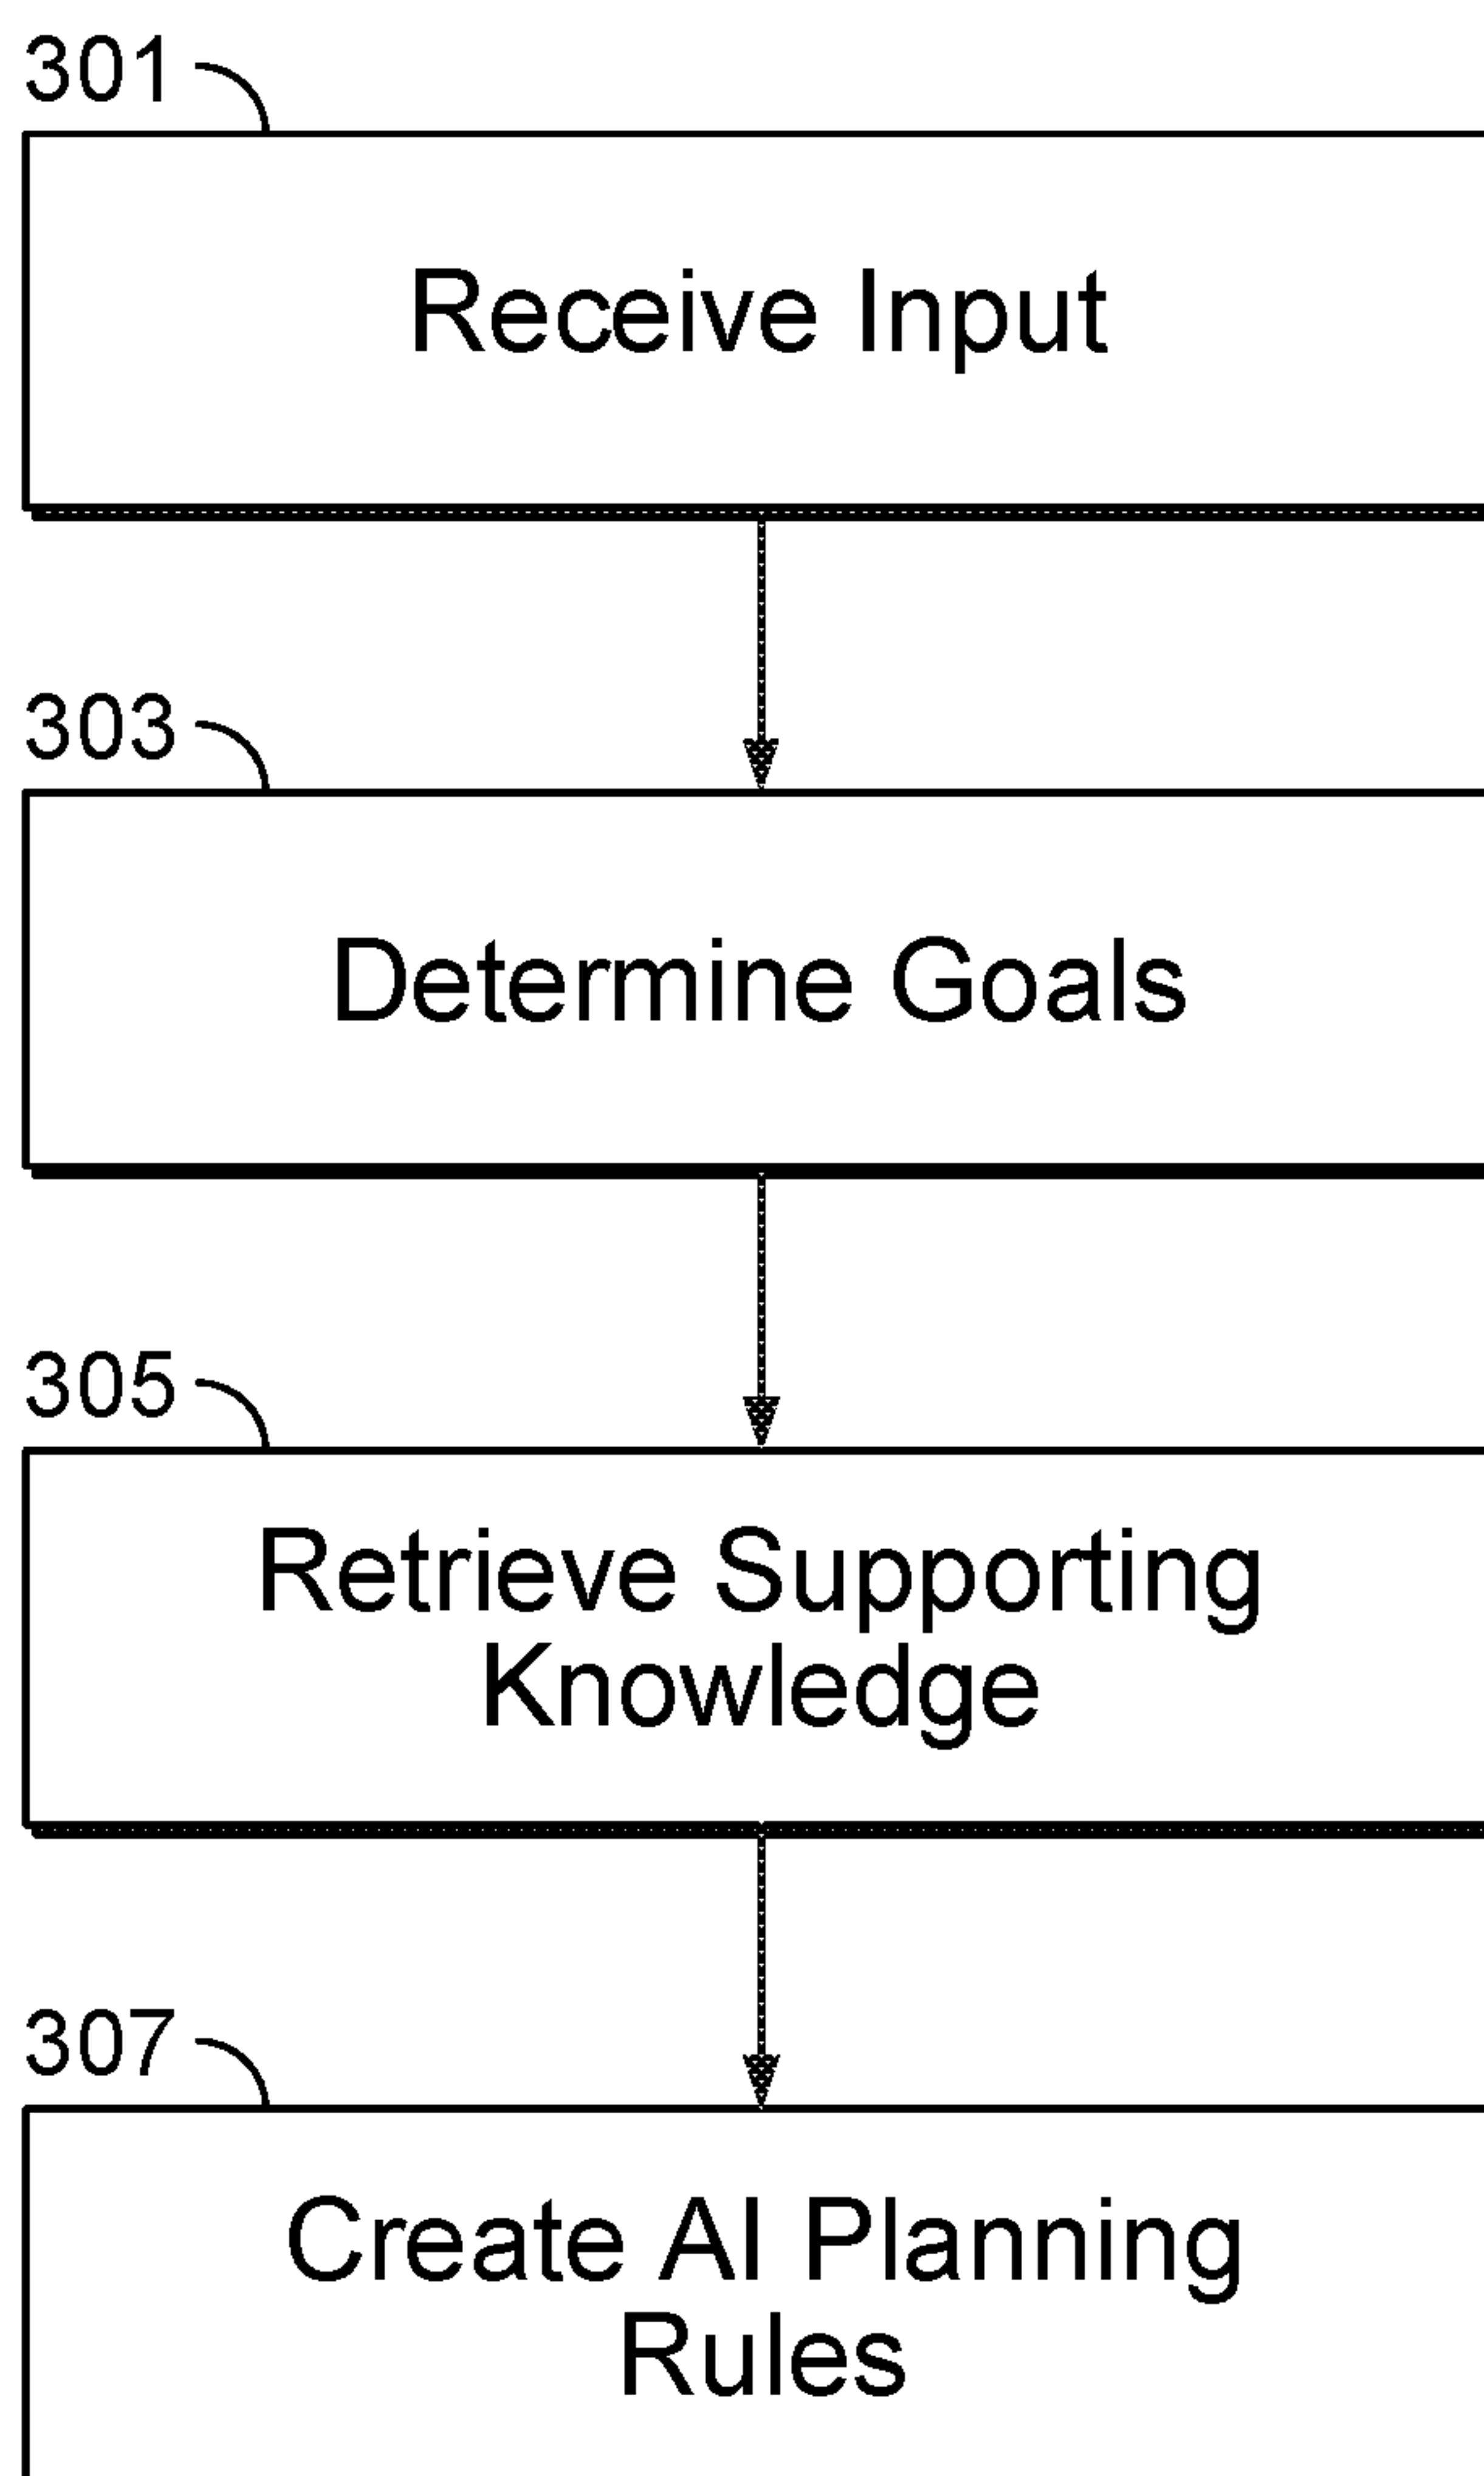 301
Receive Input
303
Determine Goals
305
Retrieve Supporting
Knowledge
307
Create AI Planning
Rules